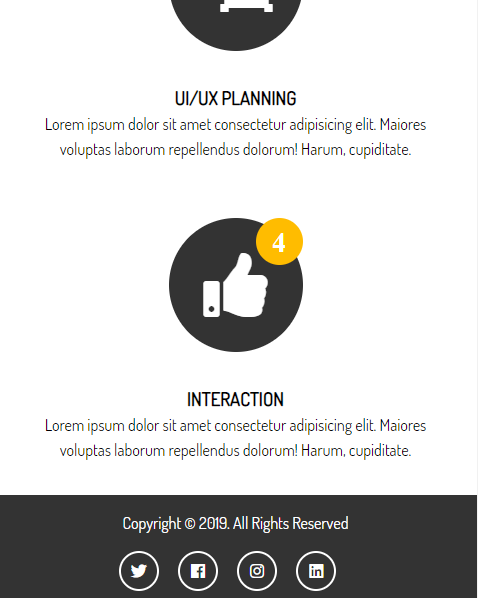 UI/UX PLANNING
Lorem ipsum dolor sit amet consectetur adipisicing elit. Maiores
voluptas laborum repellendus dolorum! Harum, cupiditate.
4
INTERACTION
Lorem ipsum dolor sit amet consectetur adipisicing elit. Maiores
voluptas laborum repellendus dolorum! Harum, cupiditate.
Copyright © 2019. All Rights Reserved